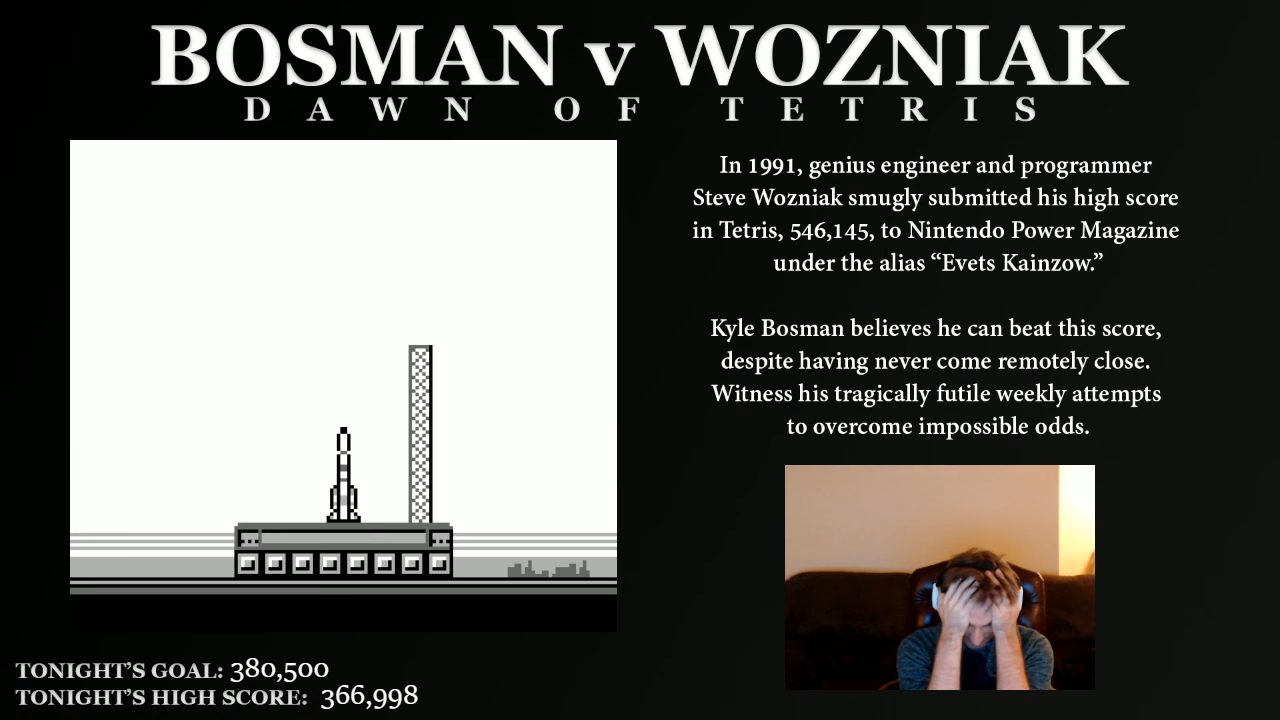 BOSMAN v WOZNIAK
DAWN OF TETRIS
In 1991, genius engineer and programmer
Steve Wozniak smugly submitted his high score
in Tetris, 546,145, to Nintendo Power Magazine
under the alias “Evets Kainzow.”
Kyle Bosman believes he can beat this score,
despite having never come remotely close.
Witness his tragically futile weekly attempts
to overcome impossible odds.
TONIGHT’S GOAL: 380,500
TONIGHT’S HIGH SCORE: 366,998